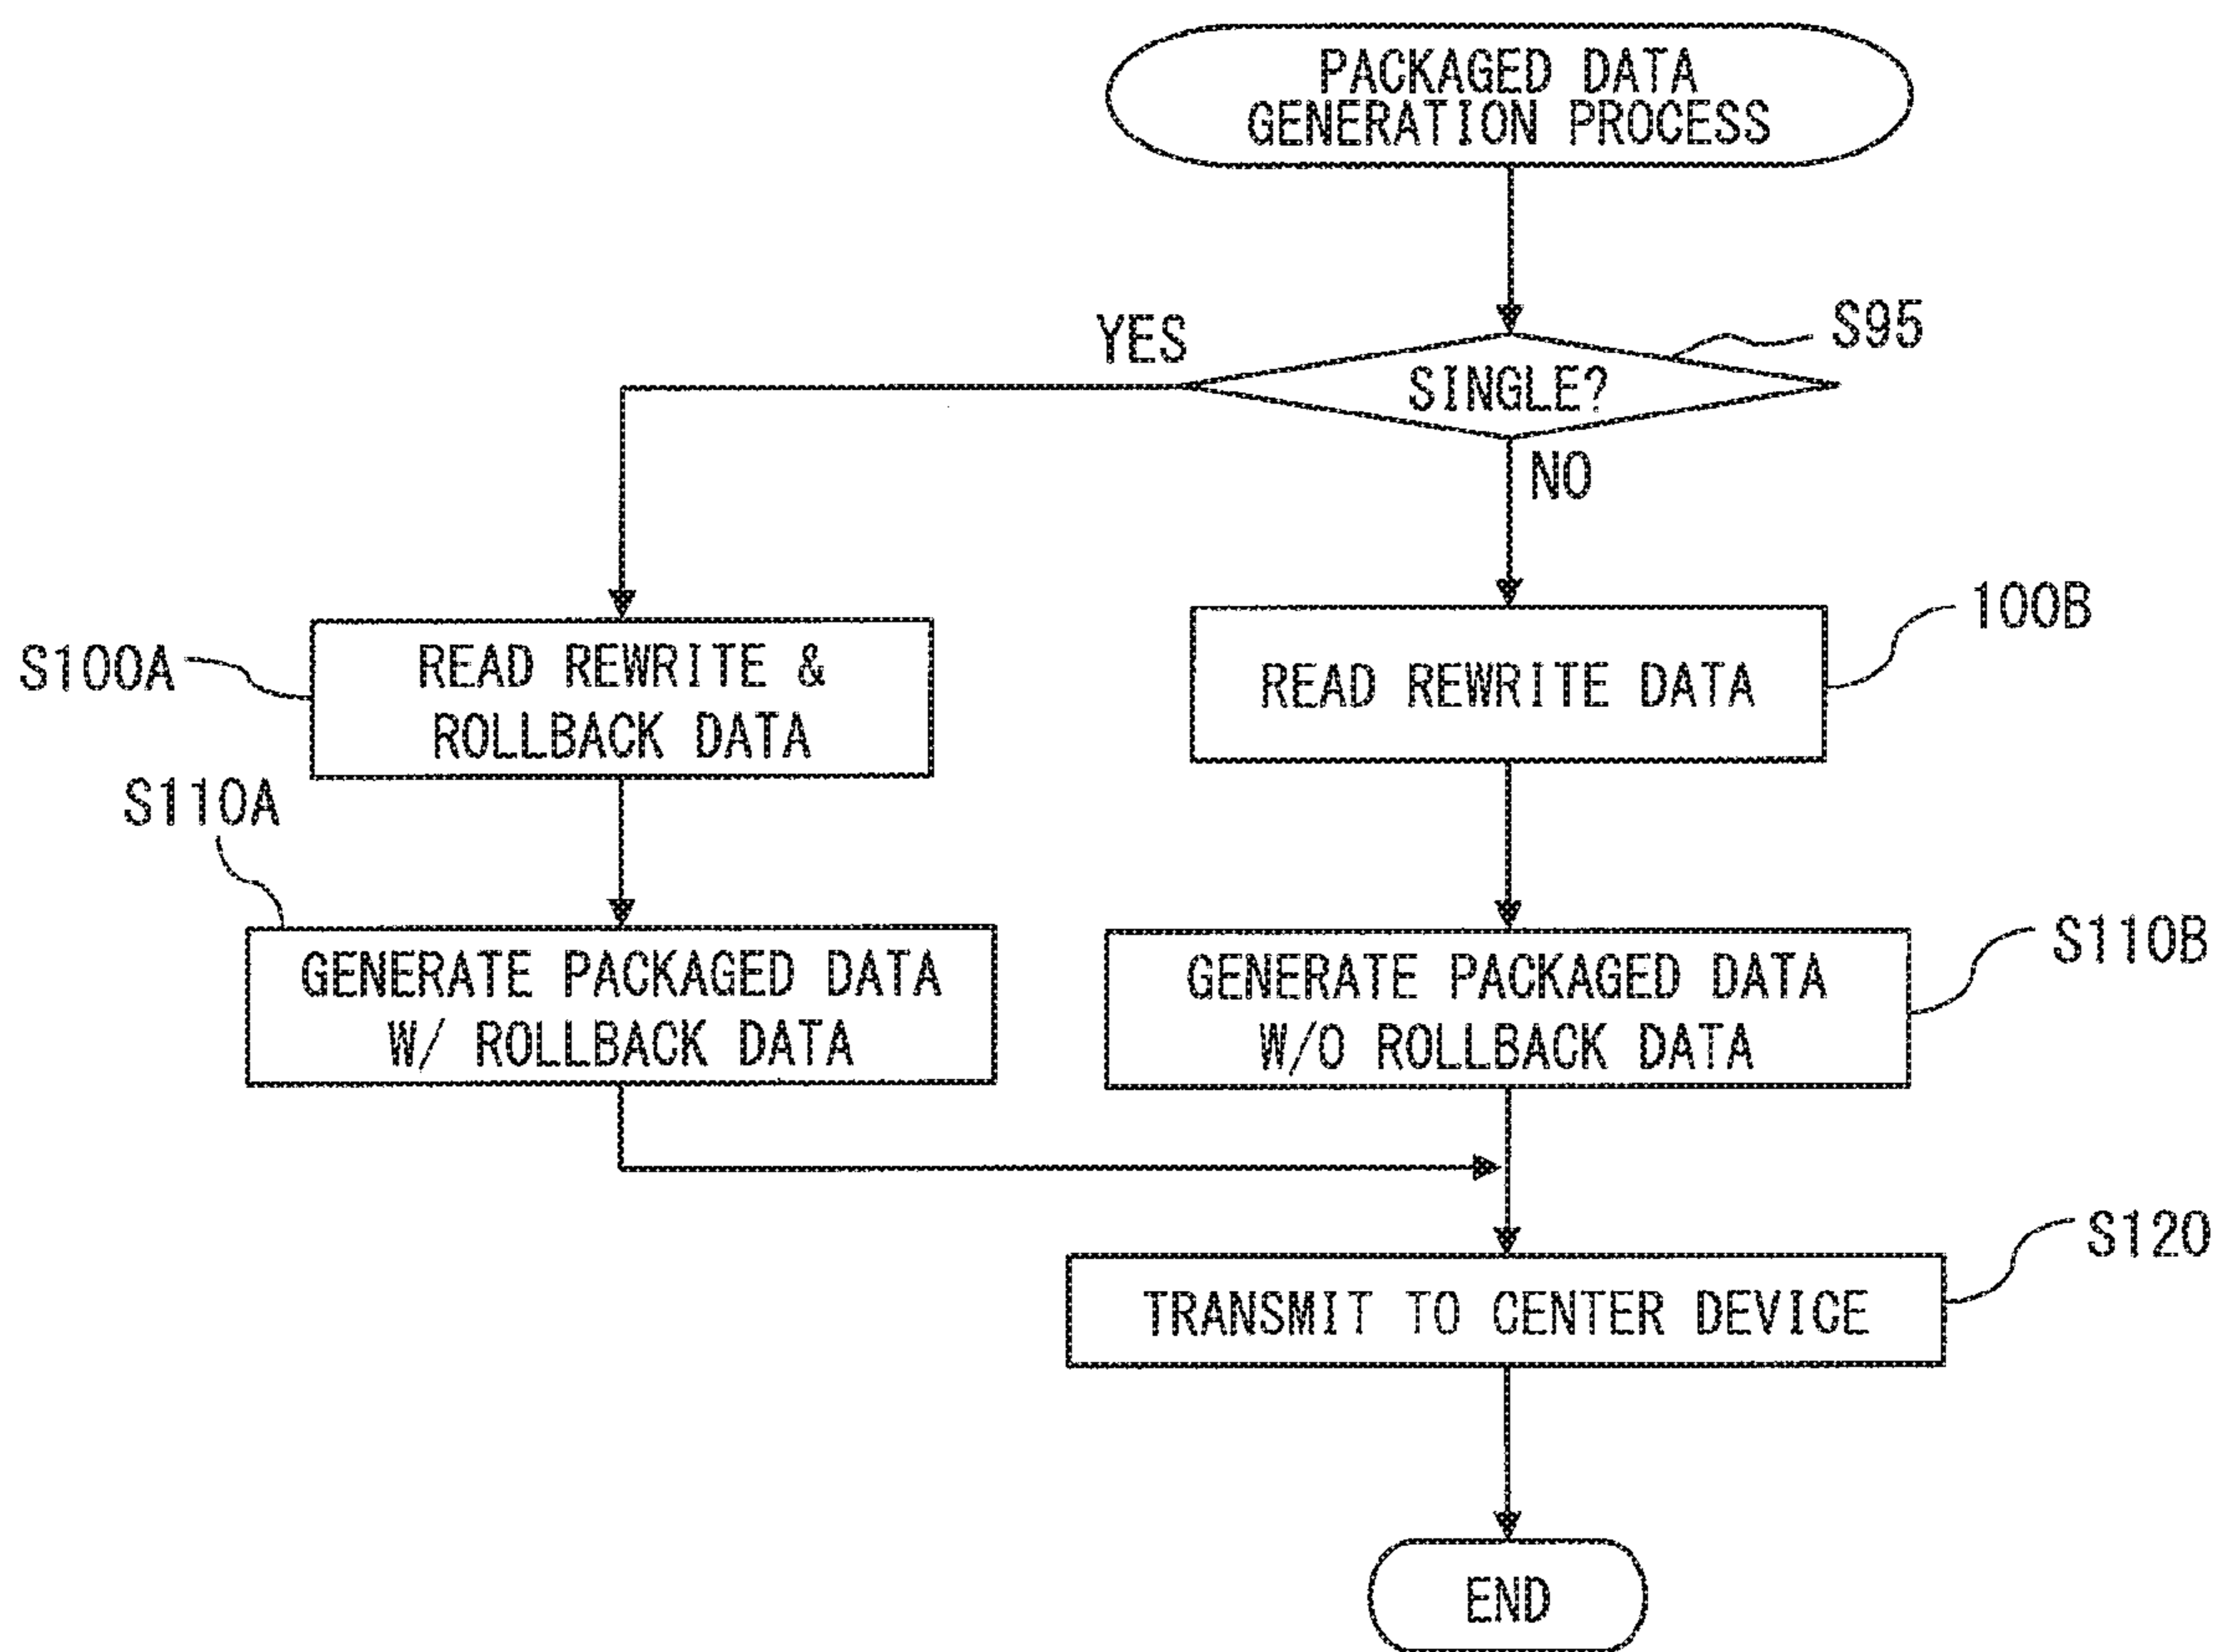 PACKAGED DATA
GENERATION PROCESS
S95
YES
SINGLE?
NO
S100A
READ REWRITE &
ROLLBACK DATA
100B
READ REWRITE DATA
S110A
GENERATE PACKAGED DATA
W/ ROLLBACK DATA
S110B
GENERATE PACKAGED DATA
W/O ROLLBACK DATA
S120
TRANSMIT TO CENTER DEVICE
END